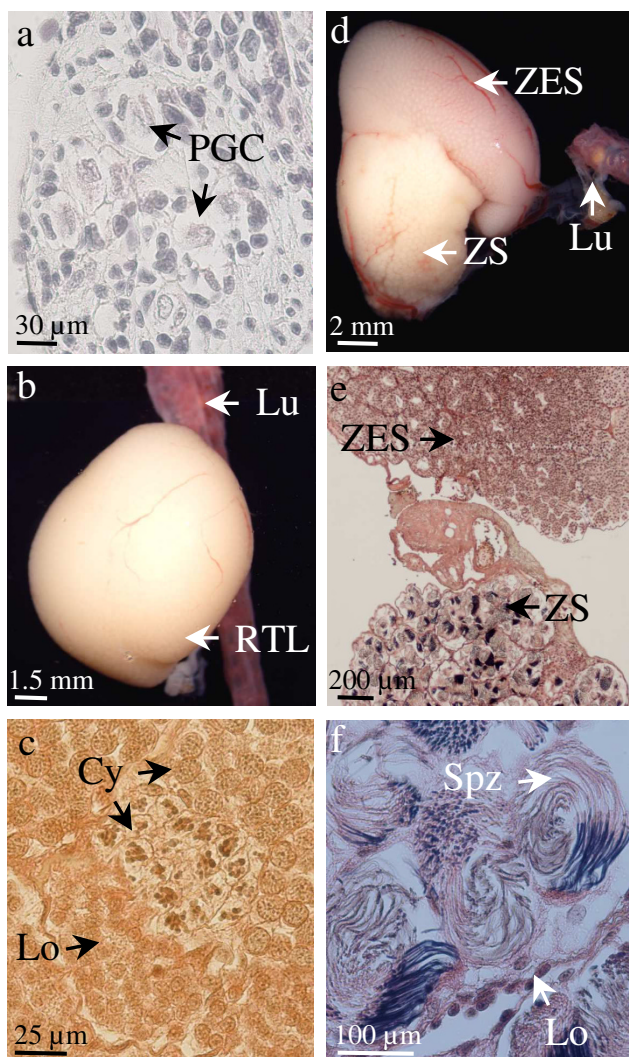 a
PGC
30 µm
b
Lu
RTL
1.5 mm
c
Cy
Lo
25 µm
d
ZES
Lu
ZS
2 mm
e
ZES
ZS
200 µm
f
Spz
Lo
100 µm